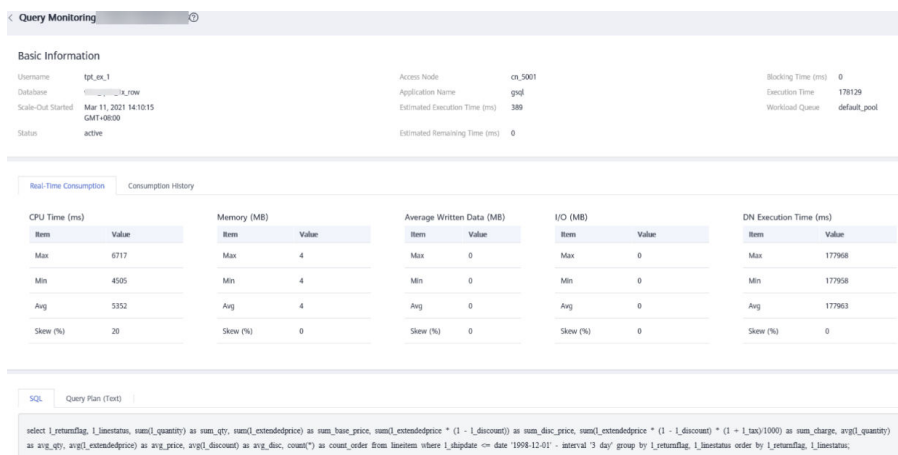 < Query Monitoring
Basic Information
Username tpt_ex_1 Access Node cn_5001 Blocking Time (ms) 0
Database x_row Application Name gsql Execution Time 178129
Scale-Out Started Mar 11, 2021 14:10:15 Estimated Execution Time (ms) 389 Workload Queue default_pool
GMT+08:00
Status active Estimated Remaining Time (ms) 0
Real-Time Consumption Consumption History
CPU Time (ms) Memory (MB) Average Written Data (MB) I/O (MB) DN Execution Time (ms)
Item Value Item Value Item Value Item Value Item Value
Max 6717 Max 4 Max 0 Max 0 Max 177968
Min 4505 Min 4 Min 0 Min 0 Min 177958
Avg 5352 Avg 4 Avg 0 Avg 0 Avg 177963
Skew (%) 20 Skew (%) 0 Skew (%) 0 Skew (%) 0 Skew (%) 0
SQL Query Plan (Text)
select l_returnflag, l_linestatus, sum(l_quantity) as sum_qty, sum(l_extendedprice) as sum_base_price, sum(l_extendedprice * (1 - l_discount)) as sum_disc_price, sum(l_extendedprice * (1 - l_discount) * (1 + l_tax)/1000) as sum_charge, avg(l_quantity)
as avg_qty, avg(l_extendedprice) as avg_price, avg(l_discount) as avg_disc, count(*) as count_order from lineitem where l_shipdate <= date '1998-12-01' - interval '3 day' group by l_returnflag, l_linestatus order by l_returnflag, l_linestatus;